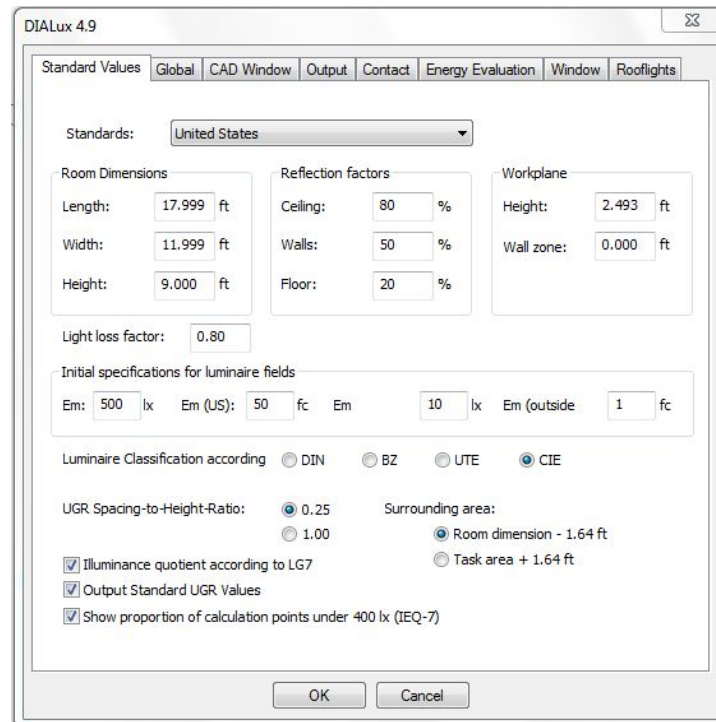 DIALux 4.9
Standard Values Global CAD Window Output Contact Energy Evaluation Window Rooflights
Standards: United States
Room Dimensions Reflection factors Workplane
Length: 17.999 ft Ceiling: 80 % Height: 2.493 ft
Width: 11.999 ft Walls: 50 % Wall zone: 0.000 ft
Height: 9.000 ft Floor: 20 %
Light loss factor: 0.80
Initial specifications for luminaire fields
Em: 500 lx Em (US): 50 fc Em 10 lx Em (outside 1 fc
Luminaire Classification according DIN BZ UTE CIE
UGR Spacing-to-Height-Ratio: 0.25 Surrounding area:
1.00 Room dimension - 1.64 ft
Illuminance quotient according to LG7 Task area + 1.64 ft
Output Standard UGR Values
Show proportion of calculation points under 400 lx (IEQ-7)
OK Cancel